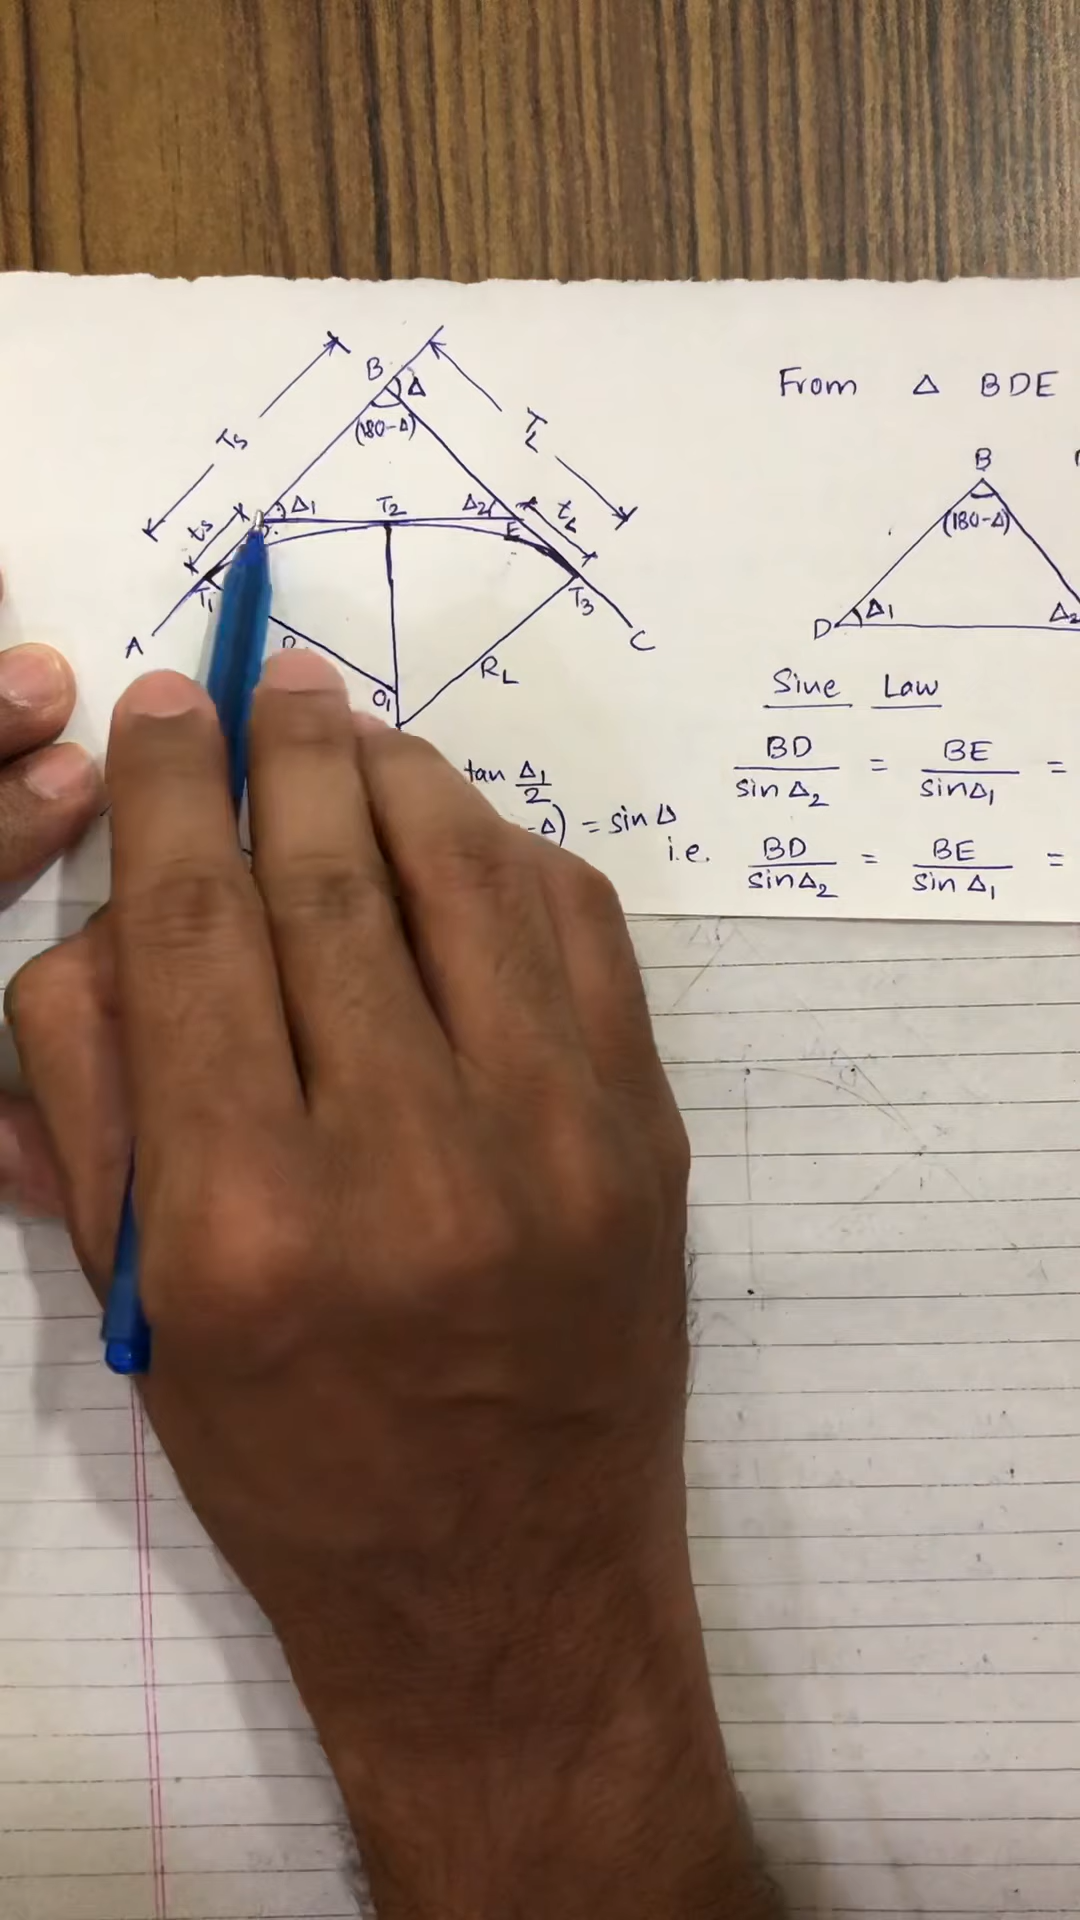 B Δ
(180-Δ)
Ts
TL
ts
Δ1
T2
Δ2
E
tL
T1
T3
A
C
O1
RL
tan Δ1/2
-Δ) = sin Δ
From Δ BDE
B
(180-Δ)
D Δ1 Δ2
Sine Law
BD/sin Δ2 = BE/sin Δ1 =
i.e. BD/sin Δ2 = BE/sin Δ1 =